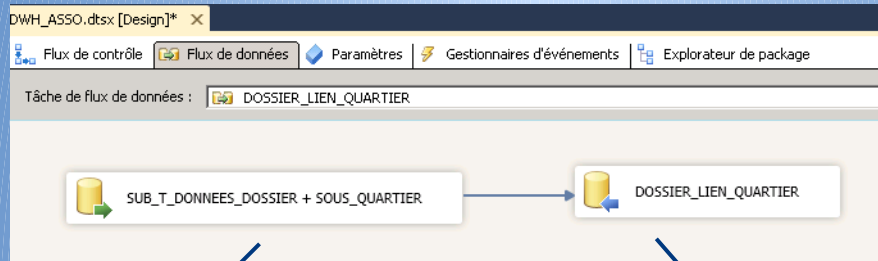 DWH_ASSO.dtsx [Design]*
Flux de contrôle Flux de données Paramètres Gestionnaires d'événements Explorateur de package
Tâche de flux de données : DOSSIER_LIEN_QUARTIER
SUB_T_DONNEES_DOSSIER + SOUS_QUARTIER DOSSIER_LIEN_QUARTIER